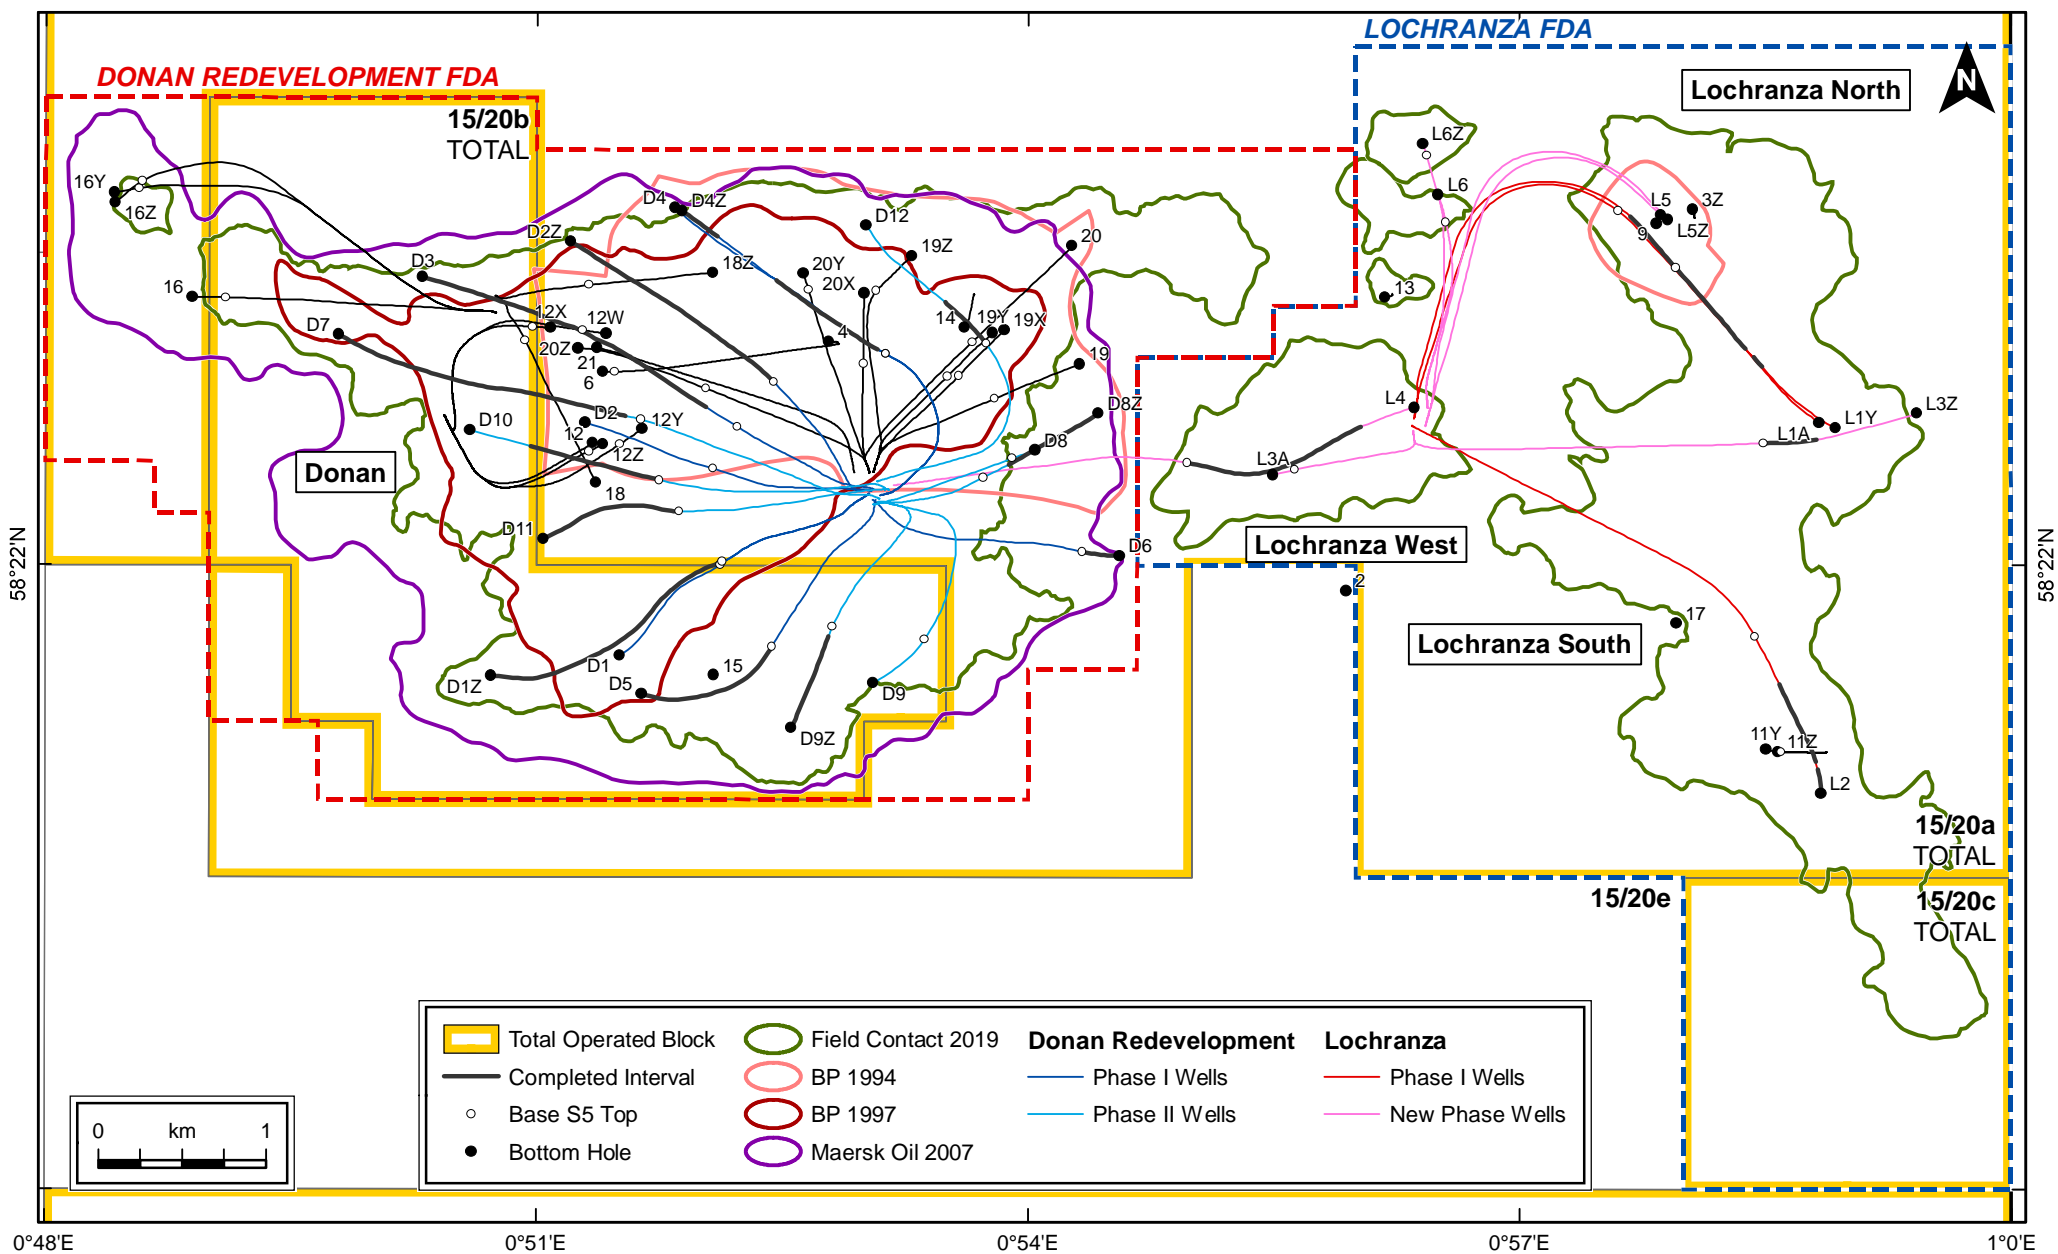 LOCHRANZA FDA
DONAN REDEVELOPMENT FDA
Lochranza North
N
15/20b
TOTAL
L6Z
16Y
16Z
L6
D4
D4Z
D12
L5
3Z
L5Z
9
D2Z
19Z
20
D3
18Z
20Y
20X
16
13
D7
12X
12W
14
19Y
19X
4
20Z
21
6
19
D10
D2
12Y
12
12Z
D8Z
D8
L4
L3Z
L1Y
L1A
L3A
Donan
18
D11
D6
Lochranza West
58°22'N
58°22'N
2
17
Lochranza South
D1
15
D1Z
D5
D9
D9Z
11Y
11Z
L2
15/20a
TOTAL
15/20e
15/20c
TOTAL
Total Operated Block
Completed Interval
Base S5 Top
Bottom Hole
Field Contact 2019
BP 1994
BP 1997
Maersk Oil 2007
Donan Redevelopment
Phase I Wells
Phase II Wells
Lochranza
Phase I Wells
New Phase Wells
0 km 1
0°48'E
0°51'E
0°54'E
0°57'E
1°0'E